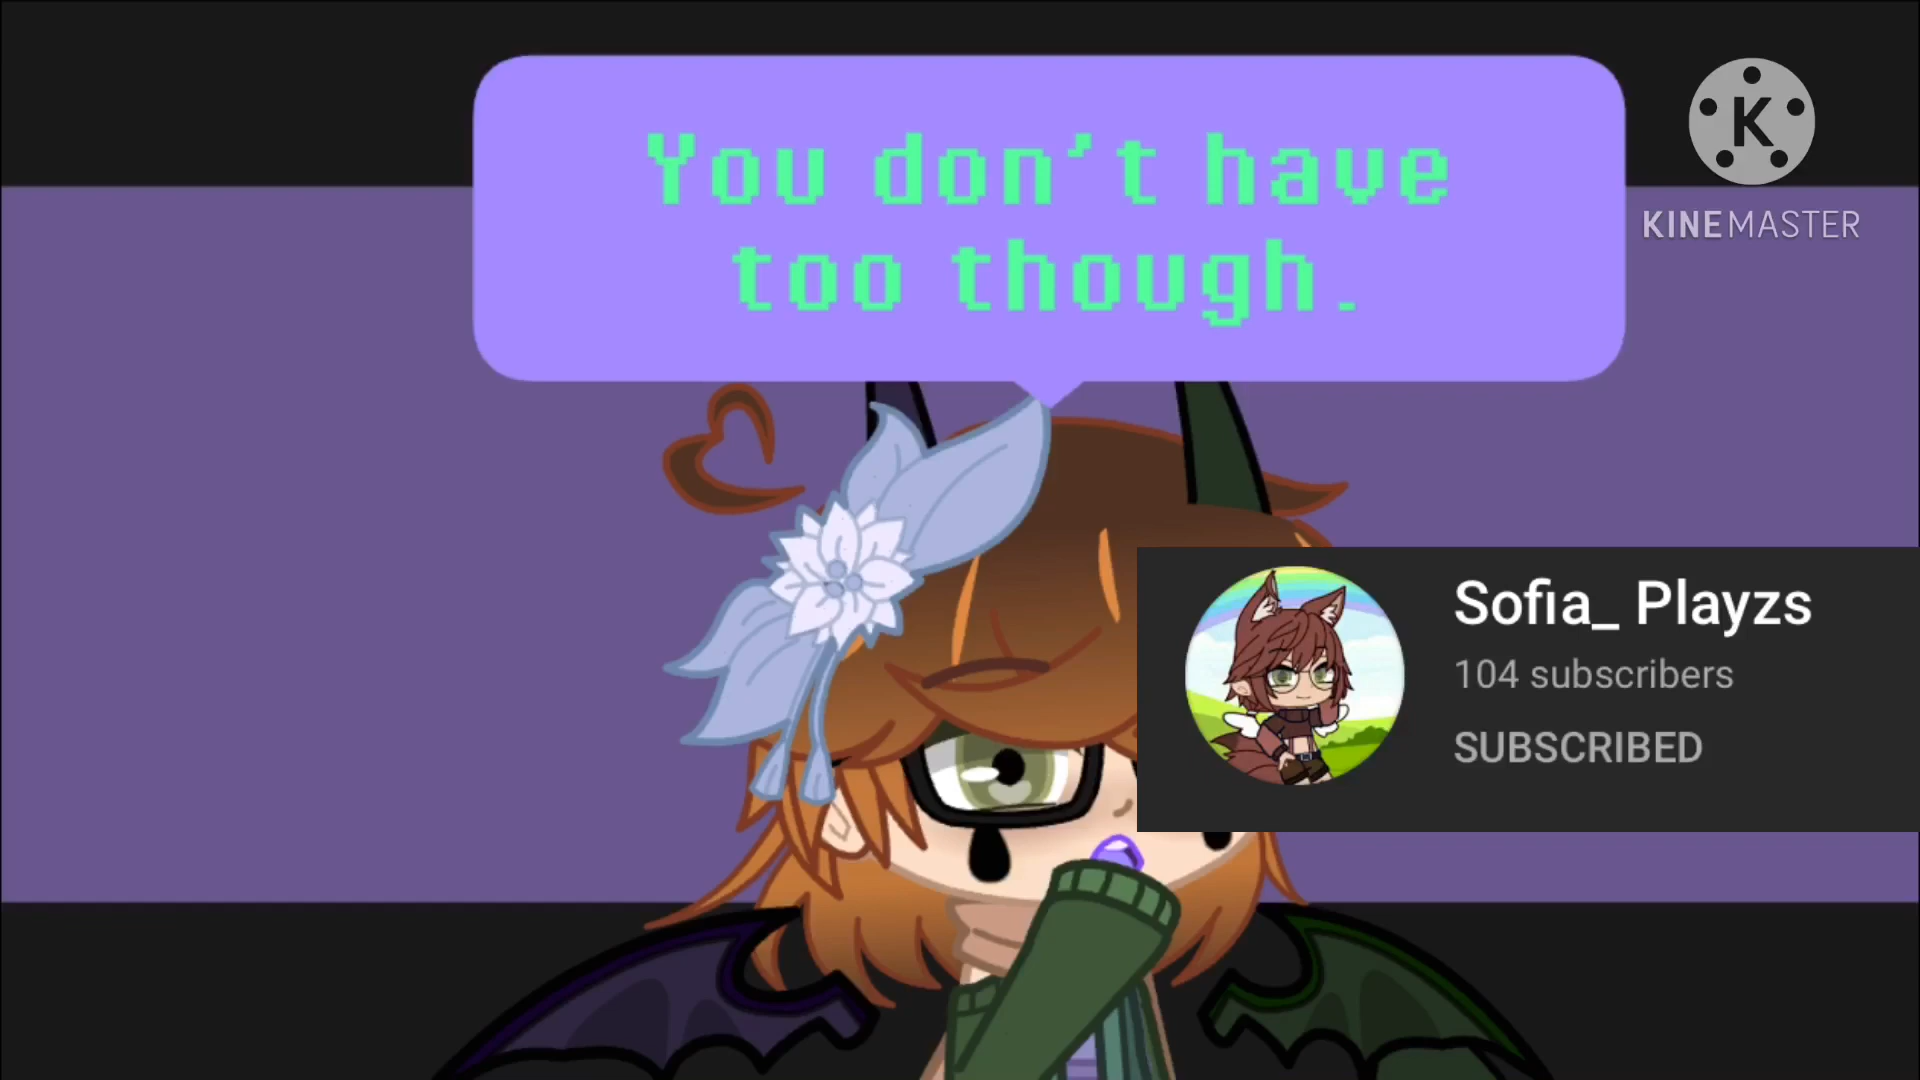 You don't have
too though.
K
KINEMASTER
Sofia_ Playzs
104 subscribers
SUBSCRIBED